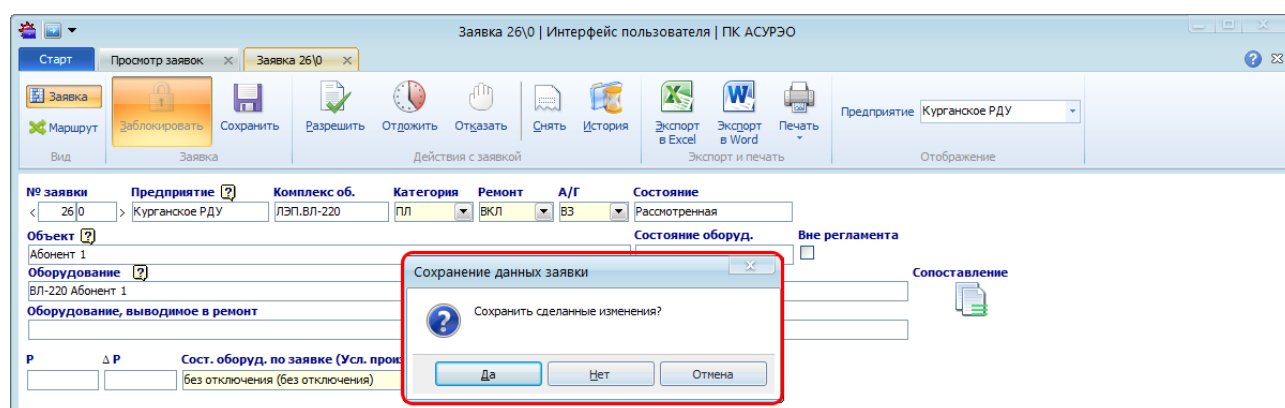 Заявка 26\0 | Интерфейс пользователя | ПК АСУРЭО
Старт Просмотр заявок Заявка 26\0
Заявка
Маршрут
Заблокировать Сохранить Разрешить Отложить Отказать Снять История Экспорт в Excel Экспорт в Word Печать
Предприятие Курганское РДУ
Вид Заявка Действия с заявкой Экспорт и печать Отображение
№ заявки Предприятие [?] Комплекс об. Категория Ремонт А/Г Состояние
< 26|0 > Курганское РДУ ЛЭП.ВЛ-220 ПЛ ВКЛ ВЗ Рассмотренная
Объект [?] Состояние оборуд. Вне регламента
Абонент 1
Оборудование [?] Сопоставление
ВЛ-220 Абонент 1
Оборудование, выводимое в ремонт
Р Δ Р Сост. оборуд. по заявке (Усл. прои
без отключения (без отключения)
Сохранение данных заявки
Сохранить сделанные изменения?
Да Нет Отмена